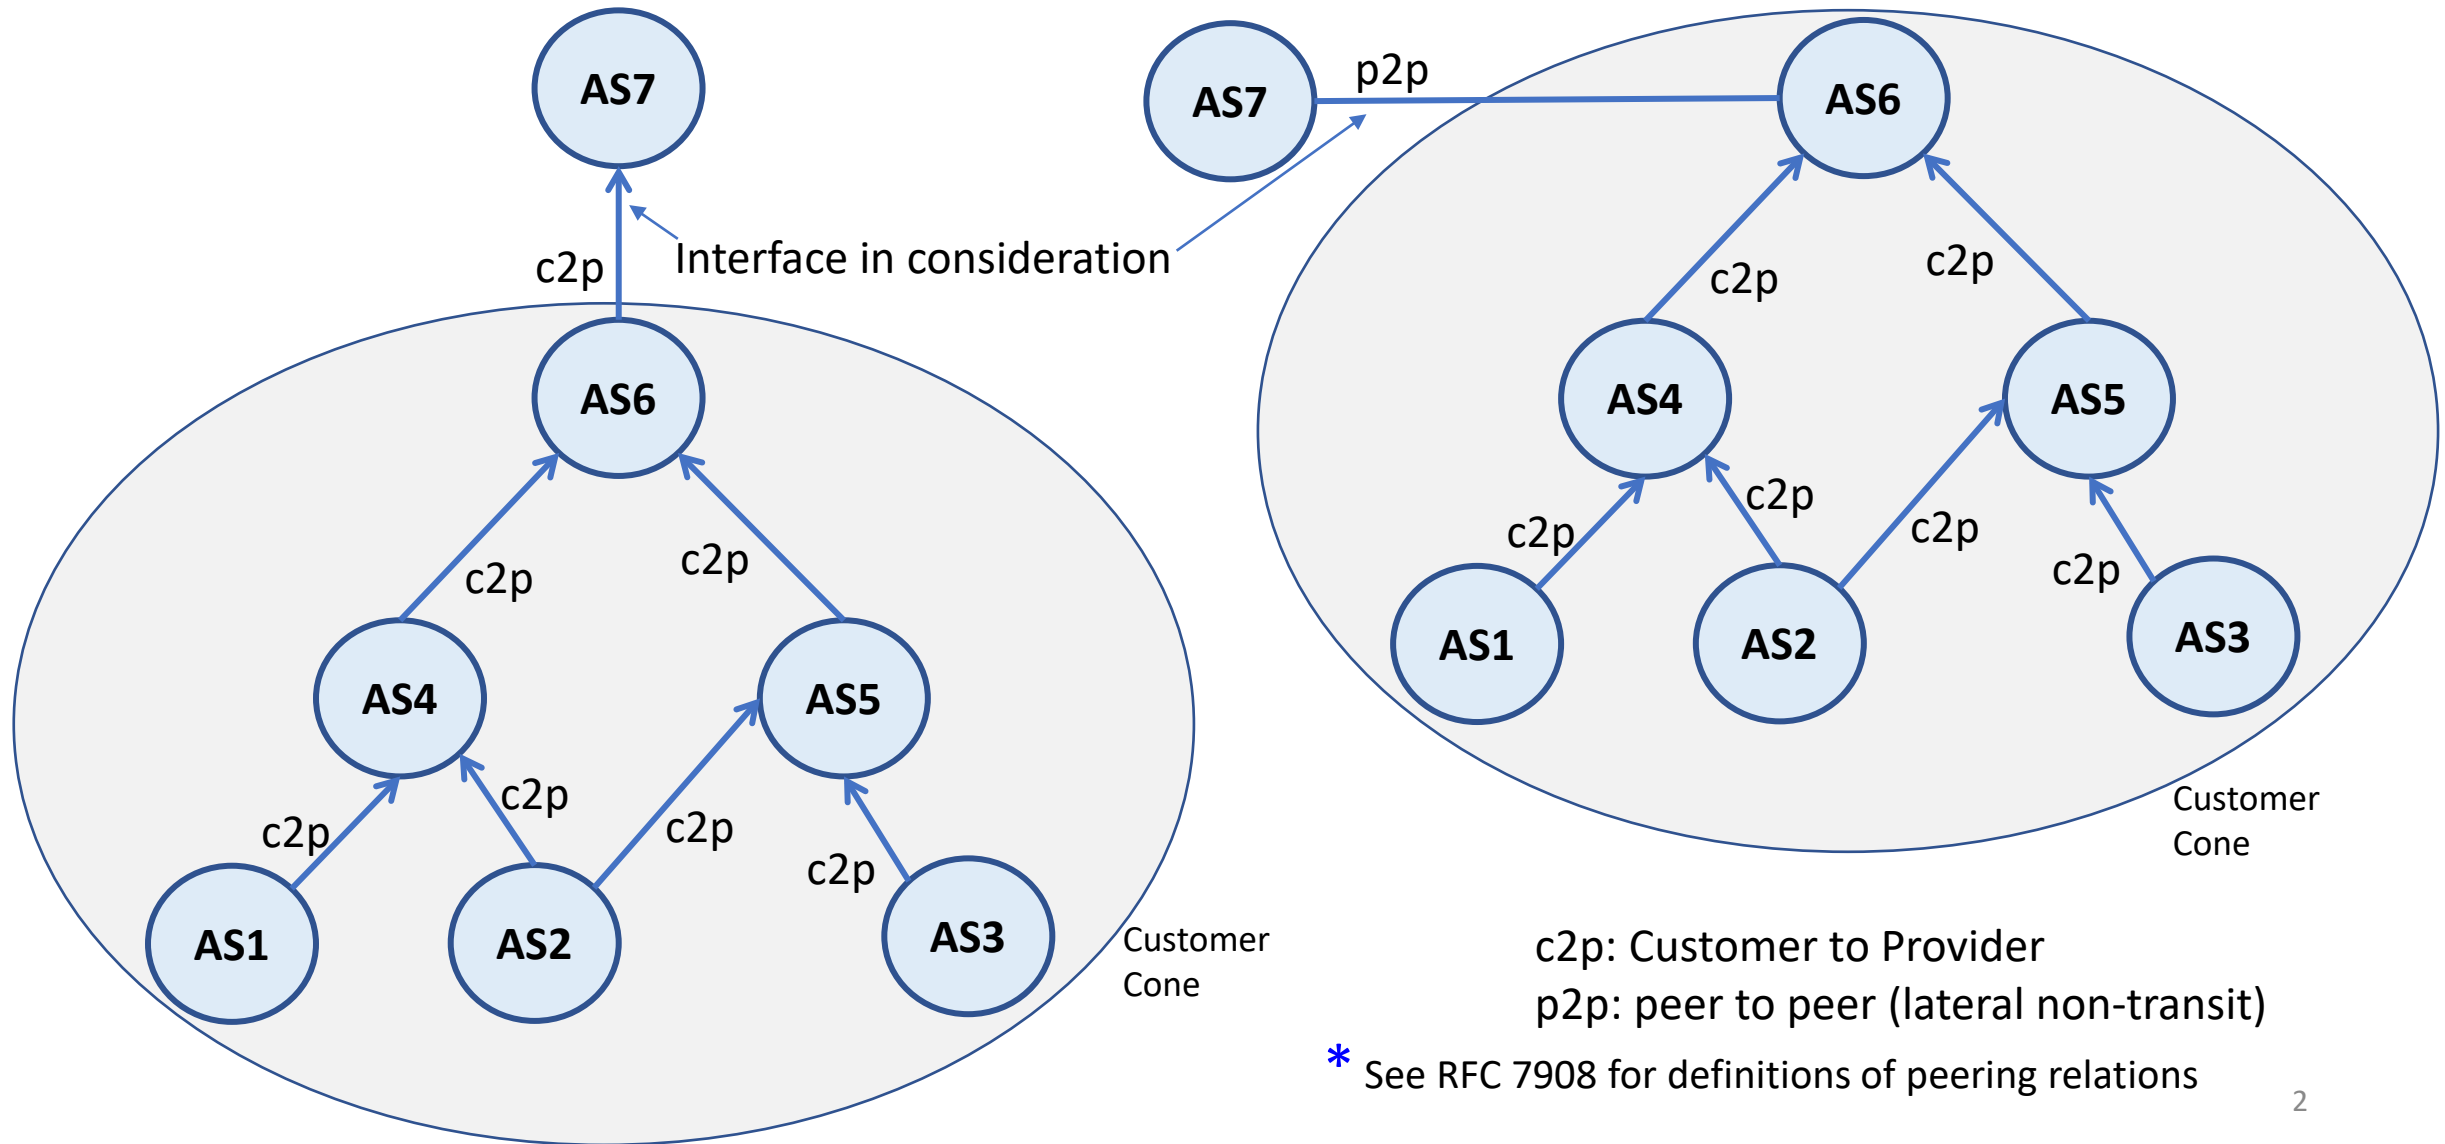 AS7
c2p
Interface in consideration
AS6
c2p
c2p
AS4
AS5
c2p
c2p
c2p
c2p
AS1
AS2
AS3
Customer
Cone
AS7
p2p
AS6
c2p
c2p
AS4
AS5
c2p
c2p
c2p
c2p
AS1
AS2
AS3
Customer
Cone
c2p: Customer to Provider
p2p: peer to peer (lateral non-transit)
* See RFC 7908 for definitions of peering relations
2